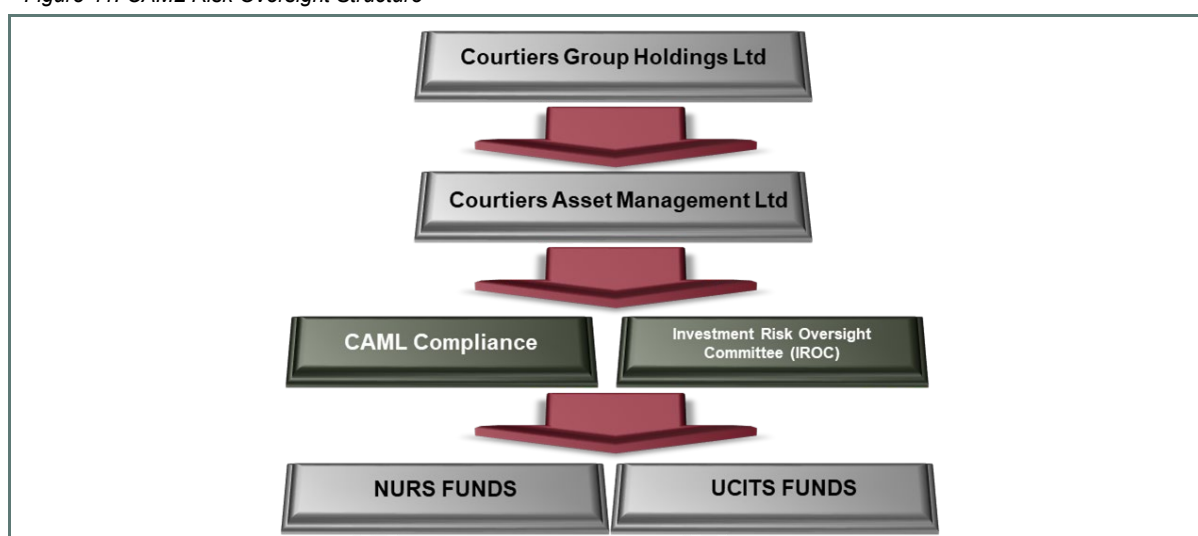 Courtiers Group Holdings Ltd
Courtiers Asset Management Ltd
CAML Compliance
Investment Risk Oversight
Committee (IROC)
NURS FUNDS
UCITS FUNDS